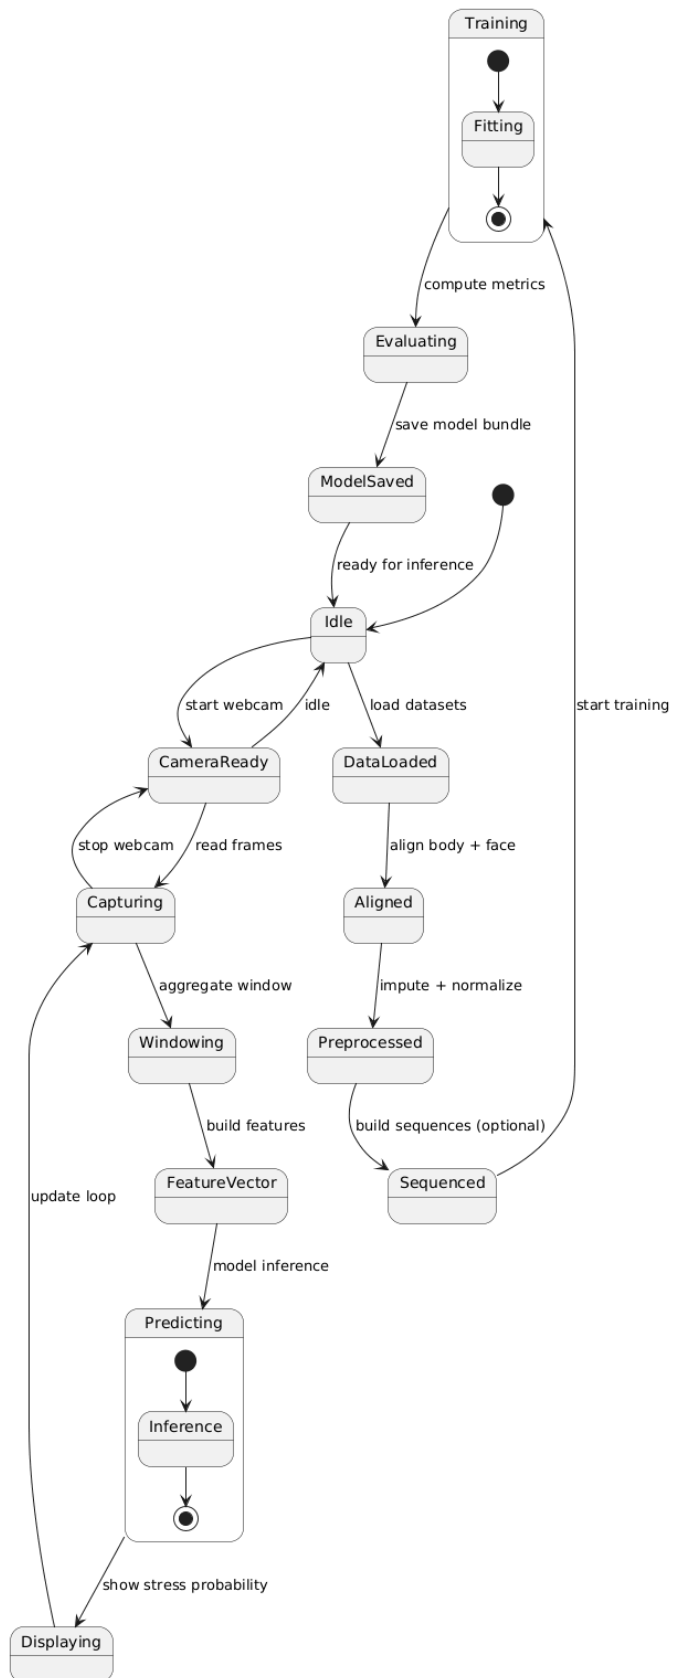 Training
Fitting
compute metrics
Evaluating
save model bundle
ModelSaved
ready for inference
Idle
start webcam
idle
load datasets
start training
CameraReady
DataLoaded
stop webcam
read frames
align body + face
Capturing
Aligned
aggregate window
impute + normalize
Windowing
Preprocessed
build features
build sequences (optional)
update loop
FeatureVector
Sequenced
model inference
Predicting
Inference
show stress probability
Displaying